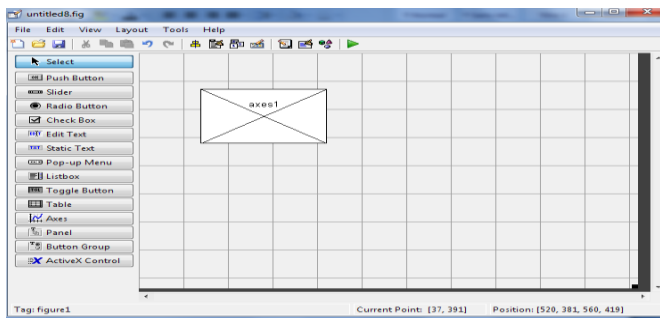 untitled8.fig
File Edit View Layout Tools Help
Select
Push Button
Slider
Radio Button
Check Box
Edit Text
Static Text
Pop-up Menu
Listbox
Toggle Button
Table
Axes
Panel
Button Group
ActiveX Control
axes1
Tag: figure1 Current Point: [37, 391] Position: [520, 381, 560, 419]